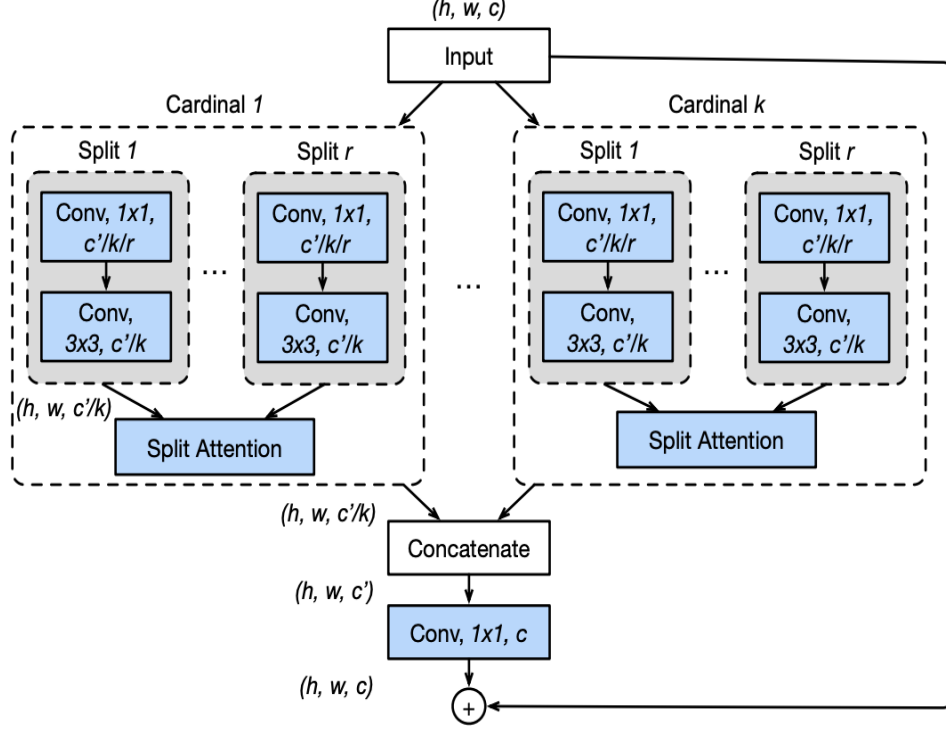 (h, w, c)
Input
Cardinal 1
Cardinal k
Split 1
Split r
Split 1
Split r
Conv, 1x1,
c’/k/r
Conv, 1x1,
c’/k/r
Conv, 1x1,
c’/k/r
Conv, 1x1,
c’/k/r
...
...
...
Conv,
3x3, c’/k
Conv,
3x3, c’/k
Conv,
3x3, c’/k
Conv,
3x3, c’/k
(h, w, c’/k)
Split Attention
Split Attention
(h, w, c’/k)
Concatenate
(h, w, c’)
Conv, 1x1, c
(h, w, c)
+